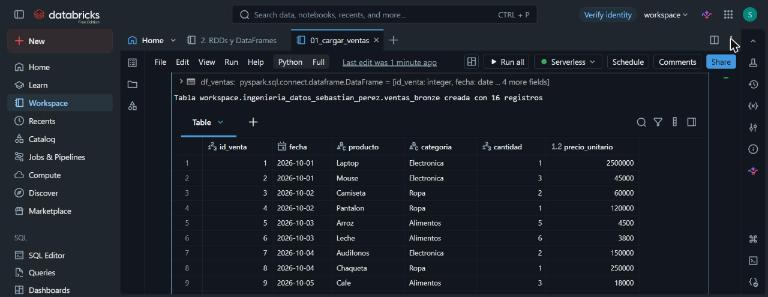 databricks
Free Edition
Search data, notebooks, recents, and more... CTRL + P
Verify identity workspace S
New Home 2. RDDs y DataFrames 01_cargar_ventas
File Edit View Run Help Python Full Last edit was 1 minute ago Run all Serverless Schedule Comments Share
Home
Learn
Workspace
Recents
Catalog
Jobs & Pipelines
Compute
Discover
Marketplace
SQL
SQL Editor
Queries
Dashboards
df_ventas: pyspark.sql.connect.dataframe.DataFrame = [id_venta: integer, fecha: date ... 4 more fields]
Tabla workspace.ingenieria_datos_sebastian_perez.ventas_bronze creada con 16 registros
Table
id_venta fecha producto categoria cantidad 1.2 precio_unitario
1 1 2026-10-01 Laptop Electronica 1 2500000
2 2 2026-10-01 Mouse Electronica 3 45000
3 3 2026-10-02 Camiseta Ropa 2 60000
4 4 2026-10-02 Pantalon Ropa 1 120000
5 5 2026-10-03 Arroz Alimentos 5 4500
6 6 2026-10-03 Leche Alimentos 6 3800
7 7 2026-10-04 Audifonos Electronica 2 150000
8 8 2026-10-04 Chaqueta Ropa 1 250000
9 9 2026-10-05 Cafe Alimentos 3 18000